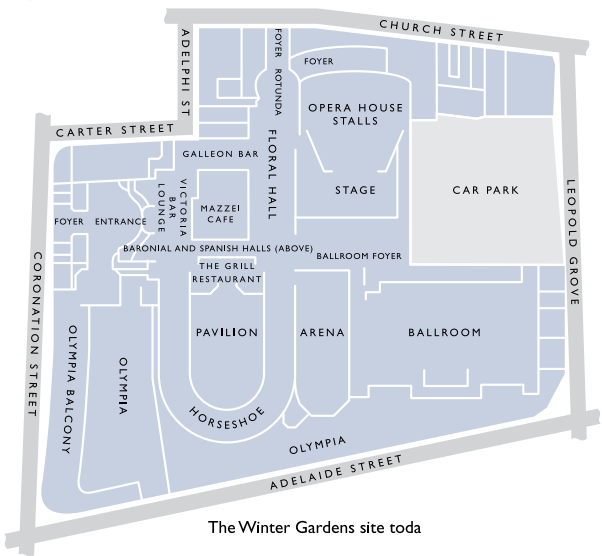 CHURCH STREET
ADELPHI ST
FOYER ROTUNDA
FOYER
OPERA HOUSE
STALLS
CARTER STREET
GALLEON BAR
FLORAL HALL
STAGE
CAR PARK
LEOPOLD GROVE
VICTORIA
BAR
LOUNGE
MAZZEI
CAFE
FOYER
ENTRANCE
BARONIAL AND SPANISH HALLS (ABOVE)
BALLROOM FOYER
THE GRILL
RESTAURANT
CORONATION STREET
PAVILION
ARENA
BALLROOM
OLYMPIA BALCONY
OLYMPIA
HORSESHOE
OLYMPIA
ADELAIDE STREET
The Winter Gardens site toda